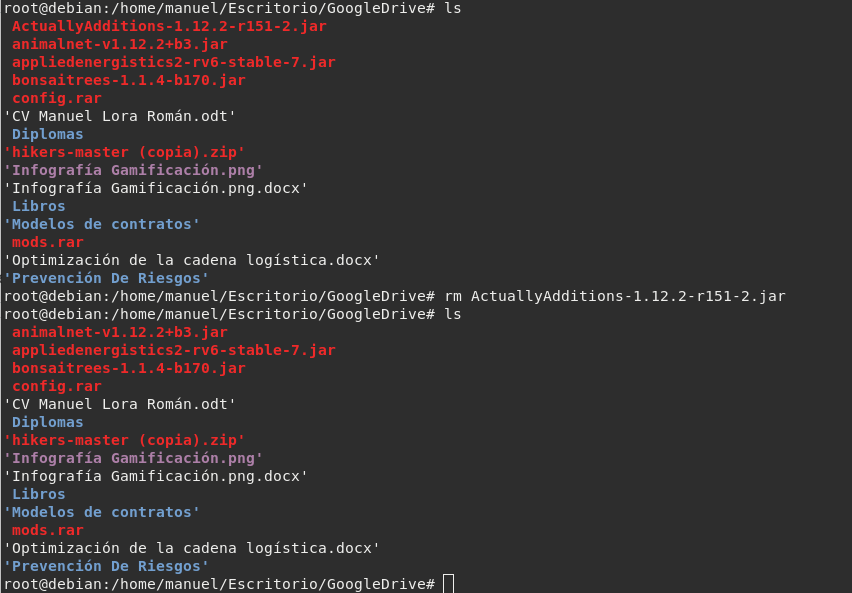 root@debian:/home/manuel/Escritorio/GoogleDrive# ls
ActuallyAdditions-1.12.2-r151-2.jar
animalnet-v1.12.2+b3.jar
appliedenergistics2-rv6-stable-7.jar
bonsaitrees-1.1.4-b170.jar
config.rar
'CV Manuel Lora Román.odt'
Diplomas
'hikers-master (copia).zip'
'Infografía Gamificación.png'
'Infografía Gamificación.png.docx'
Libros
'Modelos de contratos'
mods.rar
'Optimización de la cadena logística.docx'
'Prevención De Riesgos'
root@debian:/home/manuel/Escritorio/GoogleDrive# rm ActuallyAdditions-1.12.2-r151-2.jar
root@debian:/home/manuel/Escritorio/GoogleDrive# ls
animalnet-v1.12.2+b3.jar
appliedenergistics2-rv6-stable-7.jar
bonsaitrees-1.1.4-b170.jar
config.rar
'CV Manuel Lora Román.odt'
Diplomas
'hikers-master (copia).zip'
'Infografía Gamificación.png'
'Infografía Gamificación.png.docx'
Libros
'Modelos de contratos'
mods.rar
'Optimización de la cadena logística.docx'
'Prevención De Riesgos'
root@debian:/home/manuel/Escritorio/GoogleDrive#